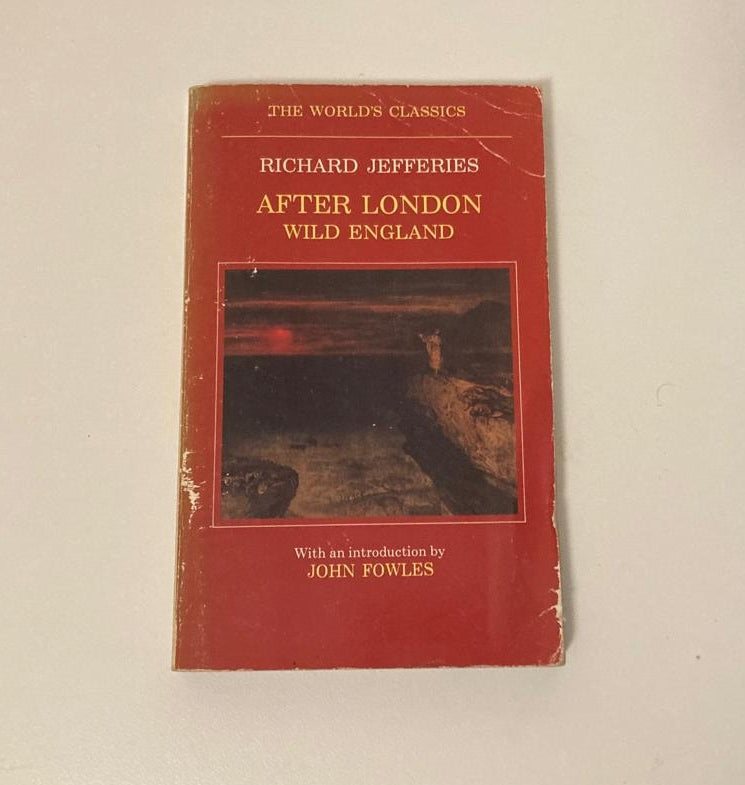 THE WORLD'S CLASSICS
RICHARD JEFFERIES
AFTER LONDON
WILD ENGLAND
With an introduction by
JOHN FOWLES